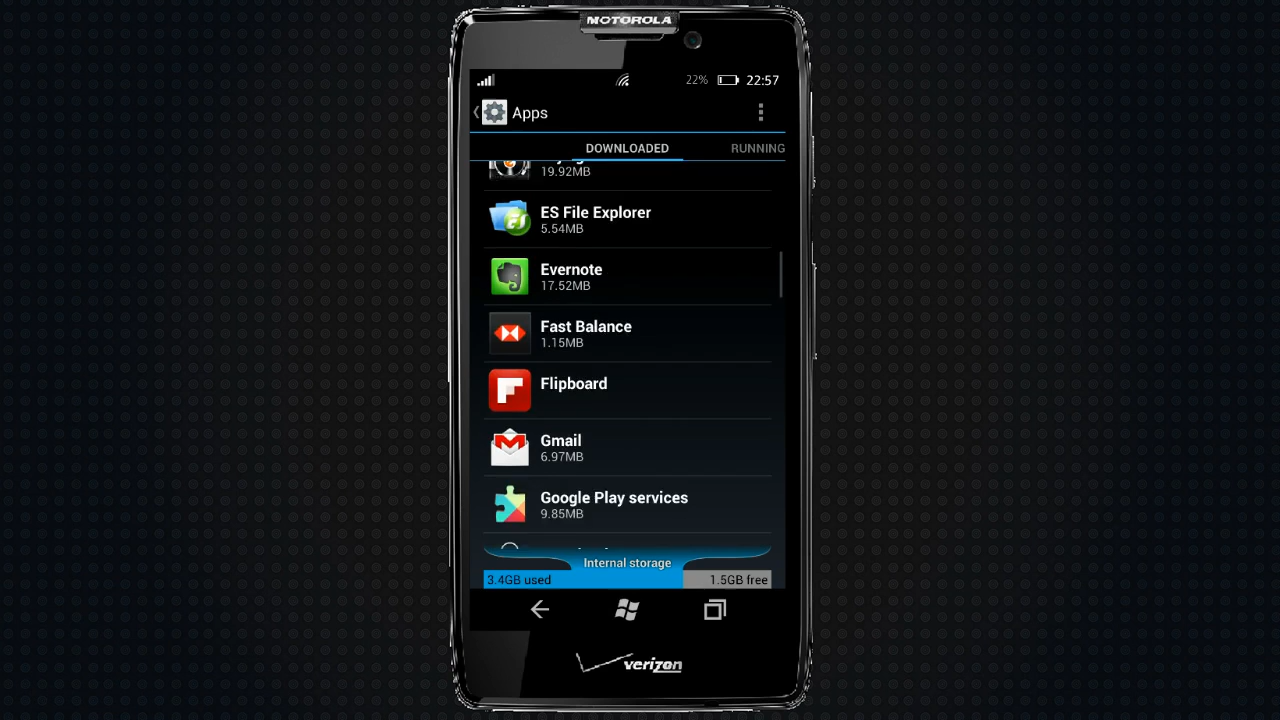 MOTOROLA
22% 22:57
Apps
DOWNLOADED RUNNING
19.92MB
ES File Explorer
5.54MB
Evernote
17.52MB
Fast Balance
1.15MB
Flipboard
Gmail
6.97MB
Google Play services
9.85MB
Internal storage
3.4GB used 1.5GB free
verizon